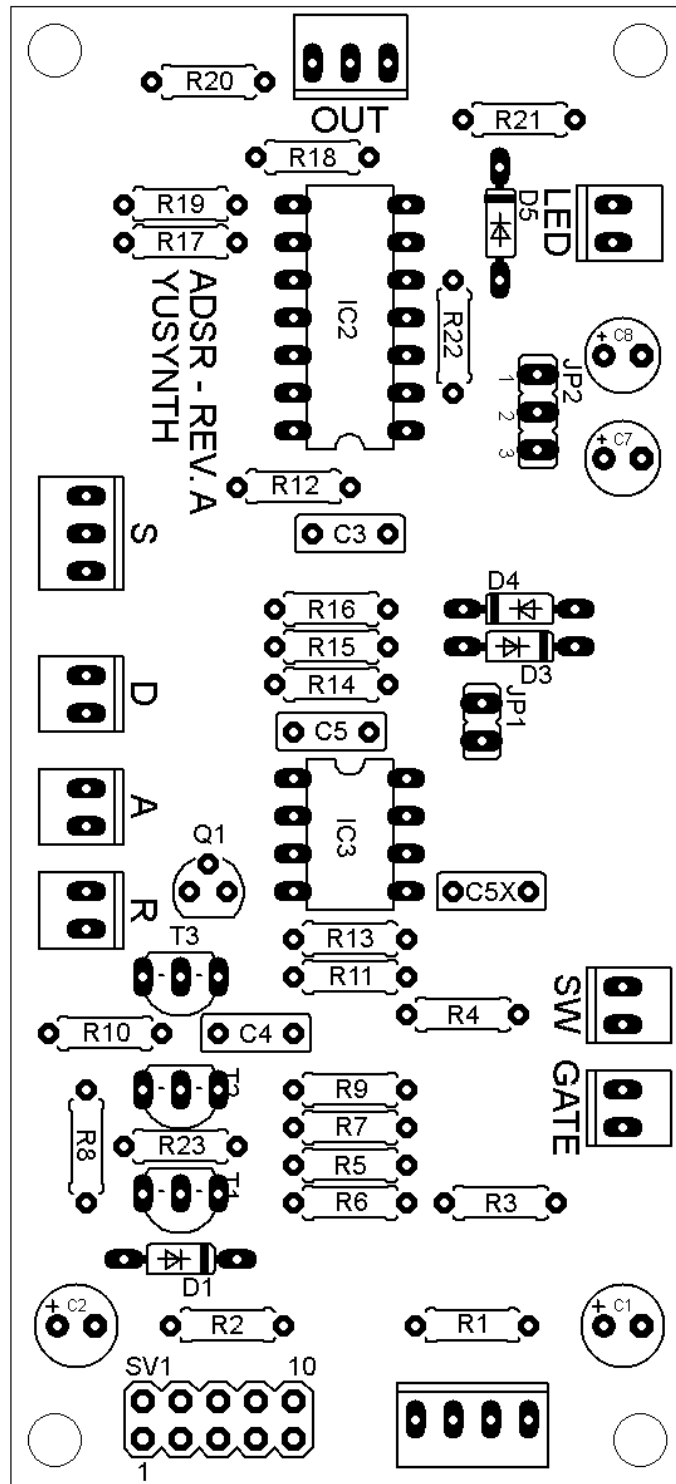 R20
OUT
R21
R18
D5
LED
R19
R17
IC2
R22
ADSR - REV. A
YUSYNTH
+ C8
JP2
1
2
3
+ C7
R12
S
C3
D4
R16
R15
D3
R14
D
JP1
C5
A
IC3
Q1
R
C5X
T3
R13
R11
SW
R4
R10
C4
GATE
T2
R9
R8
R7
R23
R5
T1
R6
R3
D1
+ C2
R2
R1
+ C1
SV1 10
1